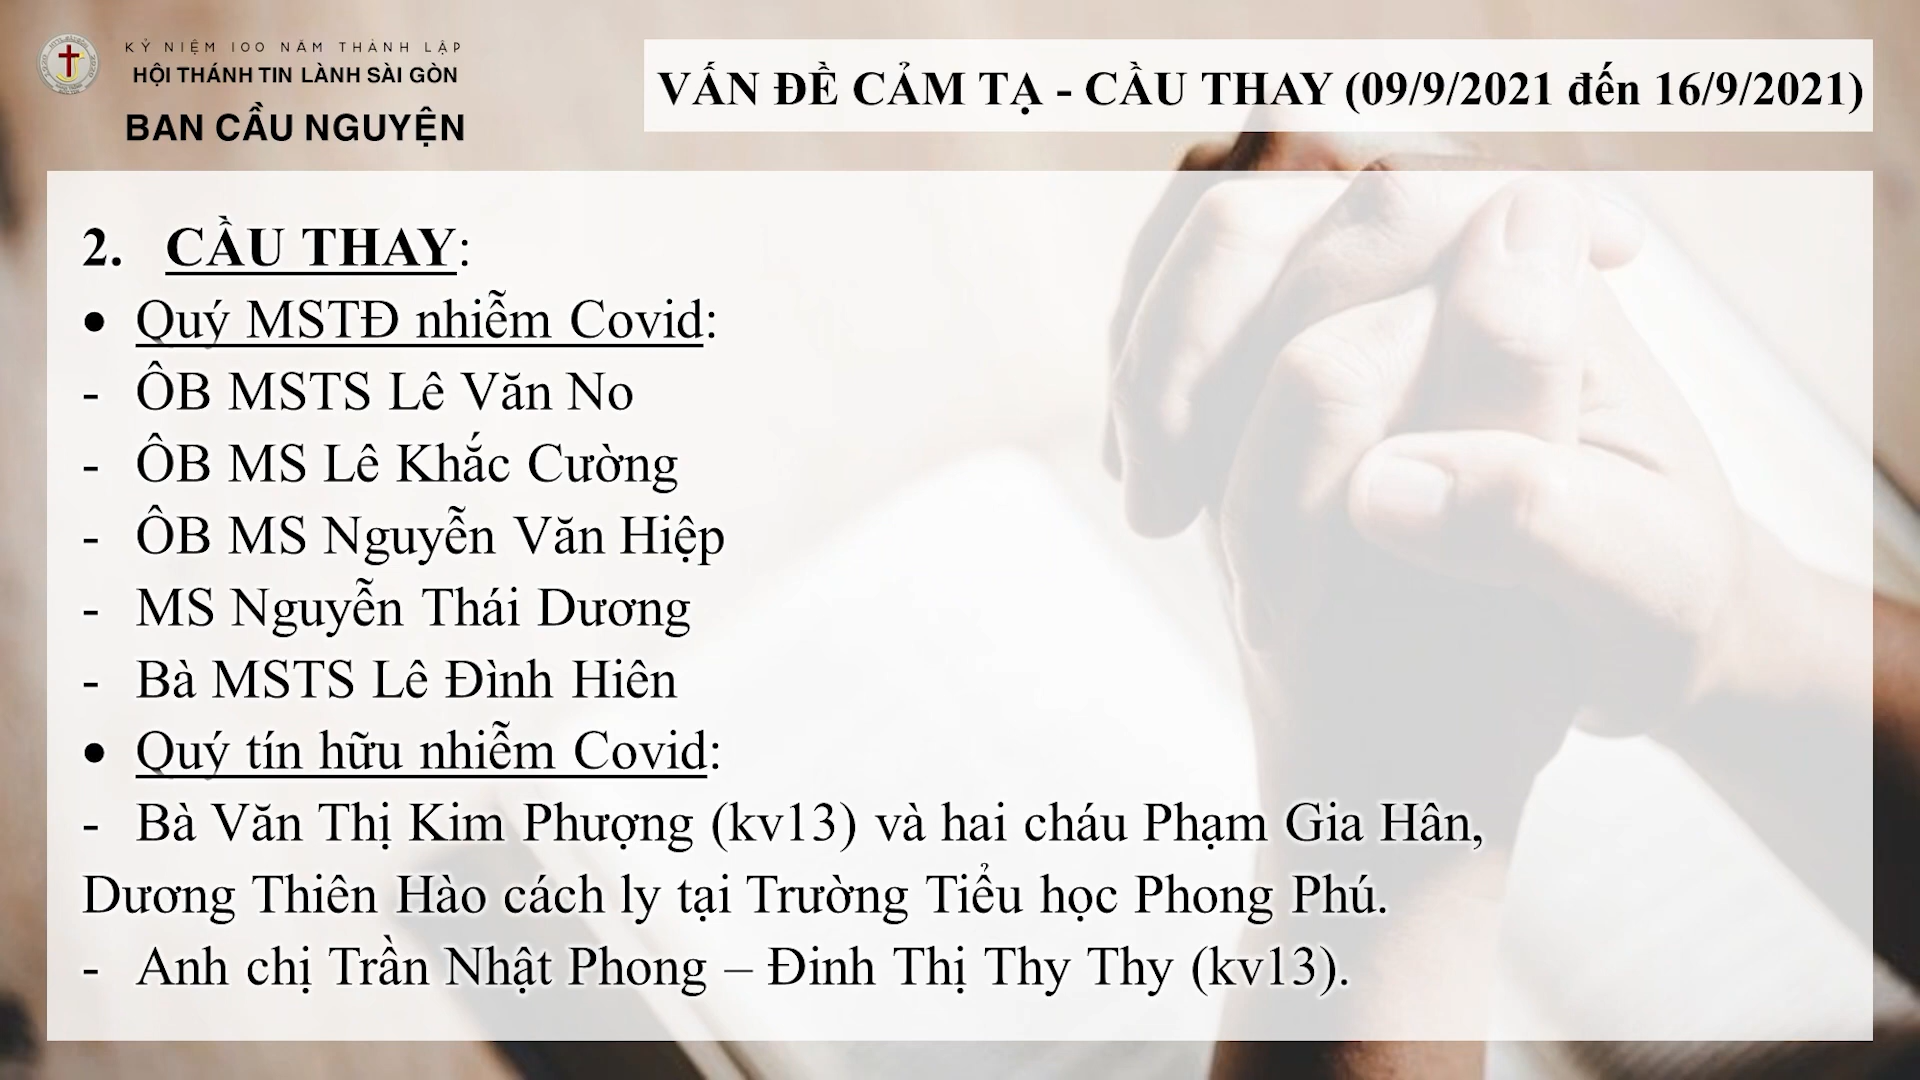 KỶ NIỆM 100 NĂM THÀNH LẬP
HỘI THÁNH TIN LÀNH SÀI GÒN
BAN CẦU NGUYỆN
VẤN ĐỀ CẢM TẠ - CẦU THAY (09/9/2021 đến 16/9/2021)
2. CẦU THAY:
• Quý MSTĐ nhiễm Covid:
- ÔB MSTS Lê Văn No
- ÔB MS Lê Khắc Cường
- ÔB MS Nguyễn Văn Hiệp
- MS Nguyễn Thái Dương
- Bà MSTS Lê Đình Hiên
• Quý tín hữu nhiễm Covid:
- Bà Văn Thị Kim Phượng (kv13) và hai cháu Phạm Gia Hân,
Dương Thiên Hào cách ly tại Trường Tiểu học Phong Phú.
- Anh chị Trần Nhật Phong – Đinh Thị Thy Thy (kv13).